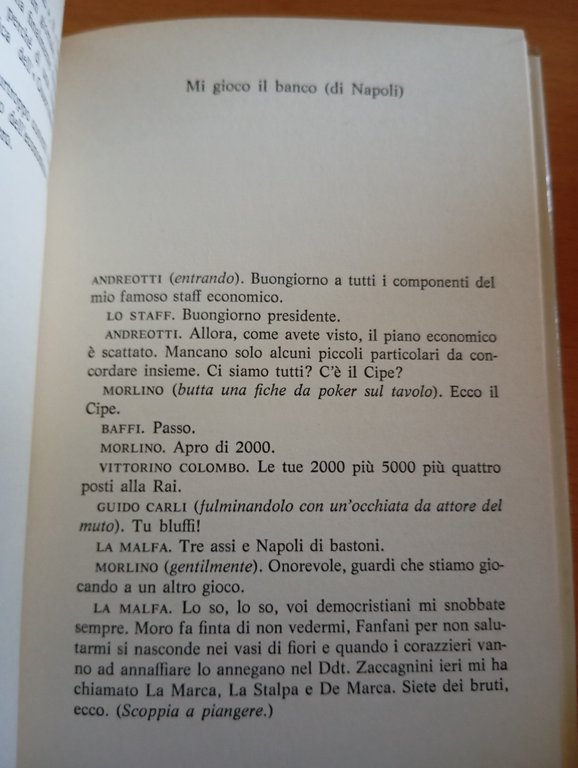 Mi gioco il banco (di Napoli)
ANDREOTTI (entrando). Buongiorno a tutti i componenti del
mio famoso staff economico.
LO STAFF. Buongiorno presidente.
ANDREOTTI. Allora, come avete visto, il piano economico
è scattato. Mancano solo alcuni piccoli particolari da con-
cordare insieme. Ci siamo tutti? C'è il Cipe?
MORLINO (butta una fiche da poker sul tavolo). Ecco il
Cipe.
BAFFI. Passo.
MORLINO. Apro di 2000.
VITTORINO COLOMBO. Le tue 2000 più 5000 più quattro
posti alla Rai.
GUIDO CARLI (fulminandolo con un'occhiata da attore del
muto). Tu bluffi!
LA MALFA. Tre assi e Napoli di bastoni.
MORLINO (gentilmente). Onorevole, guardi che stiamo gio-
cando a un altro gioco.
LA MALFA. Lo so, lo so, voi democristiani mi snobbate
sempre. Moro fa finta di non vedermi, Fanfani per non salu-
tarmi si nasconde nei vasi di fiori e quando i corazzieri van-
no ad annaffiare lo annegano nel Ddt. Zaccagnini ieri mi ha
chiamato La Marca, La Stalpa e De Marca. Siete dei bruti,
ecco. (Scoppia a piangere.)